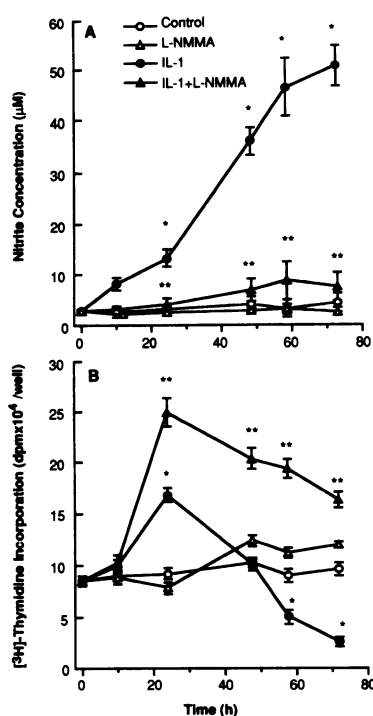 A
Control
L-NMMA
IL-1
IL-1+L-NMMA
Nitrite Concentration (μM)
60
50
40
30
20
10
0
*
*
*
*
**
**
**
**
0 20 40 60 80
B
[³H]-Thymidine Incorporation (dpmx10⁴ /well)
30
25
20
15
10
5
0
**
**
**
**
*
*
*
0 20 40 60 80
Time (h)